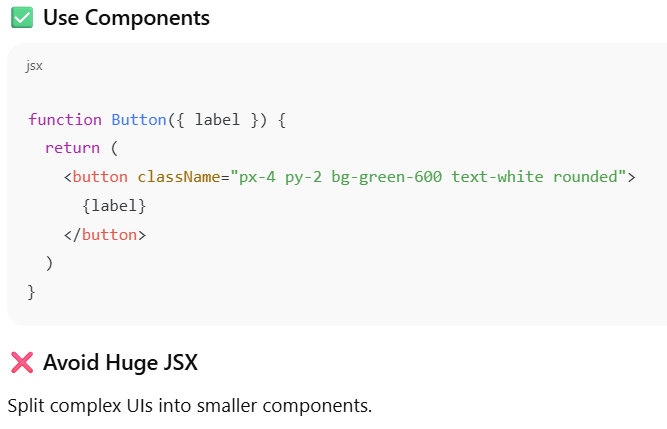 ✅ Use Components
jsx
function Button({ label }) {
  return (
    <button className="px-4 py-2 bg-green-600 text-white rounded">
      {label}
    </button>
  )
}
❌ Avoid Huge JSX
Split complex UIs into smaller components.